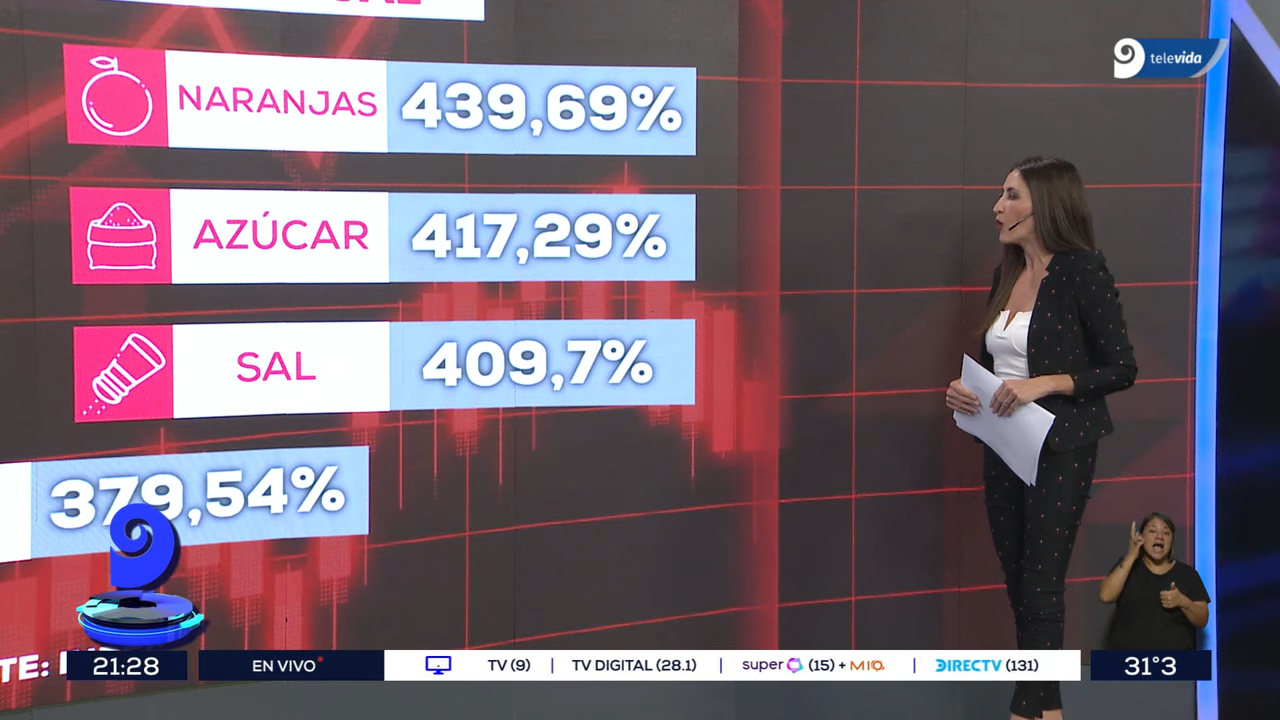 televida
NARANJAS 439,69%
AZÚCAR 417,29%
SAL 409,7%
379,54%
21:28
EN VIVO
TV (9) | TV DIGITAL (28.1) | super (15) + MIO | DIRECTV (131)
31°3